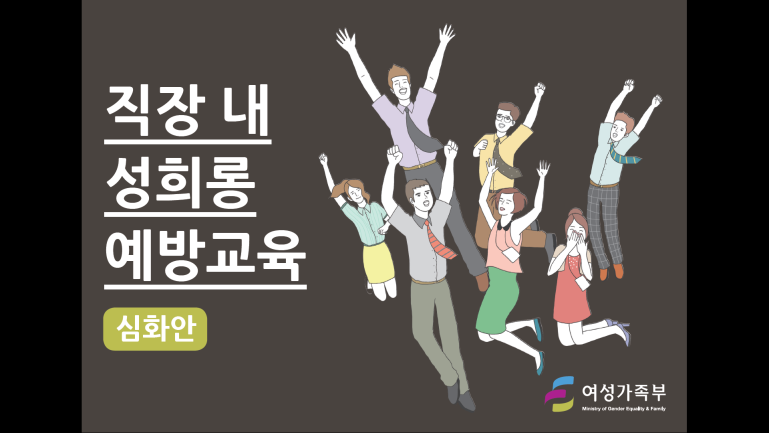 직장 내
성희롱
예방교육
심화안
여성가족부
Ministry of Gender Equality & Family